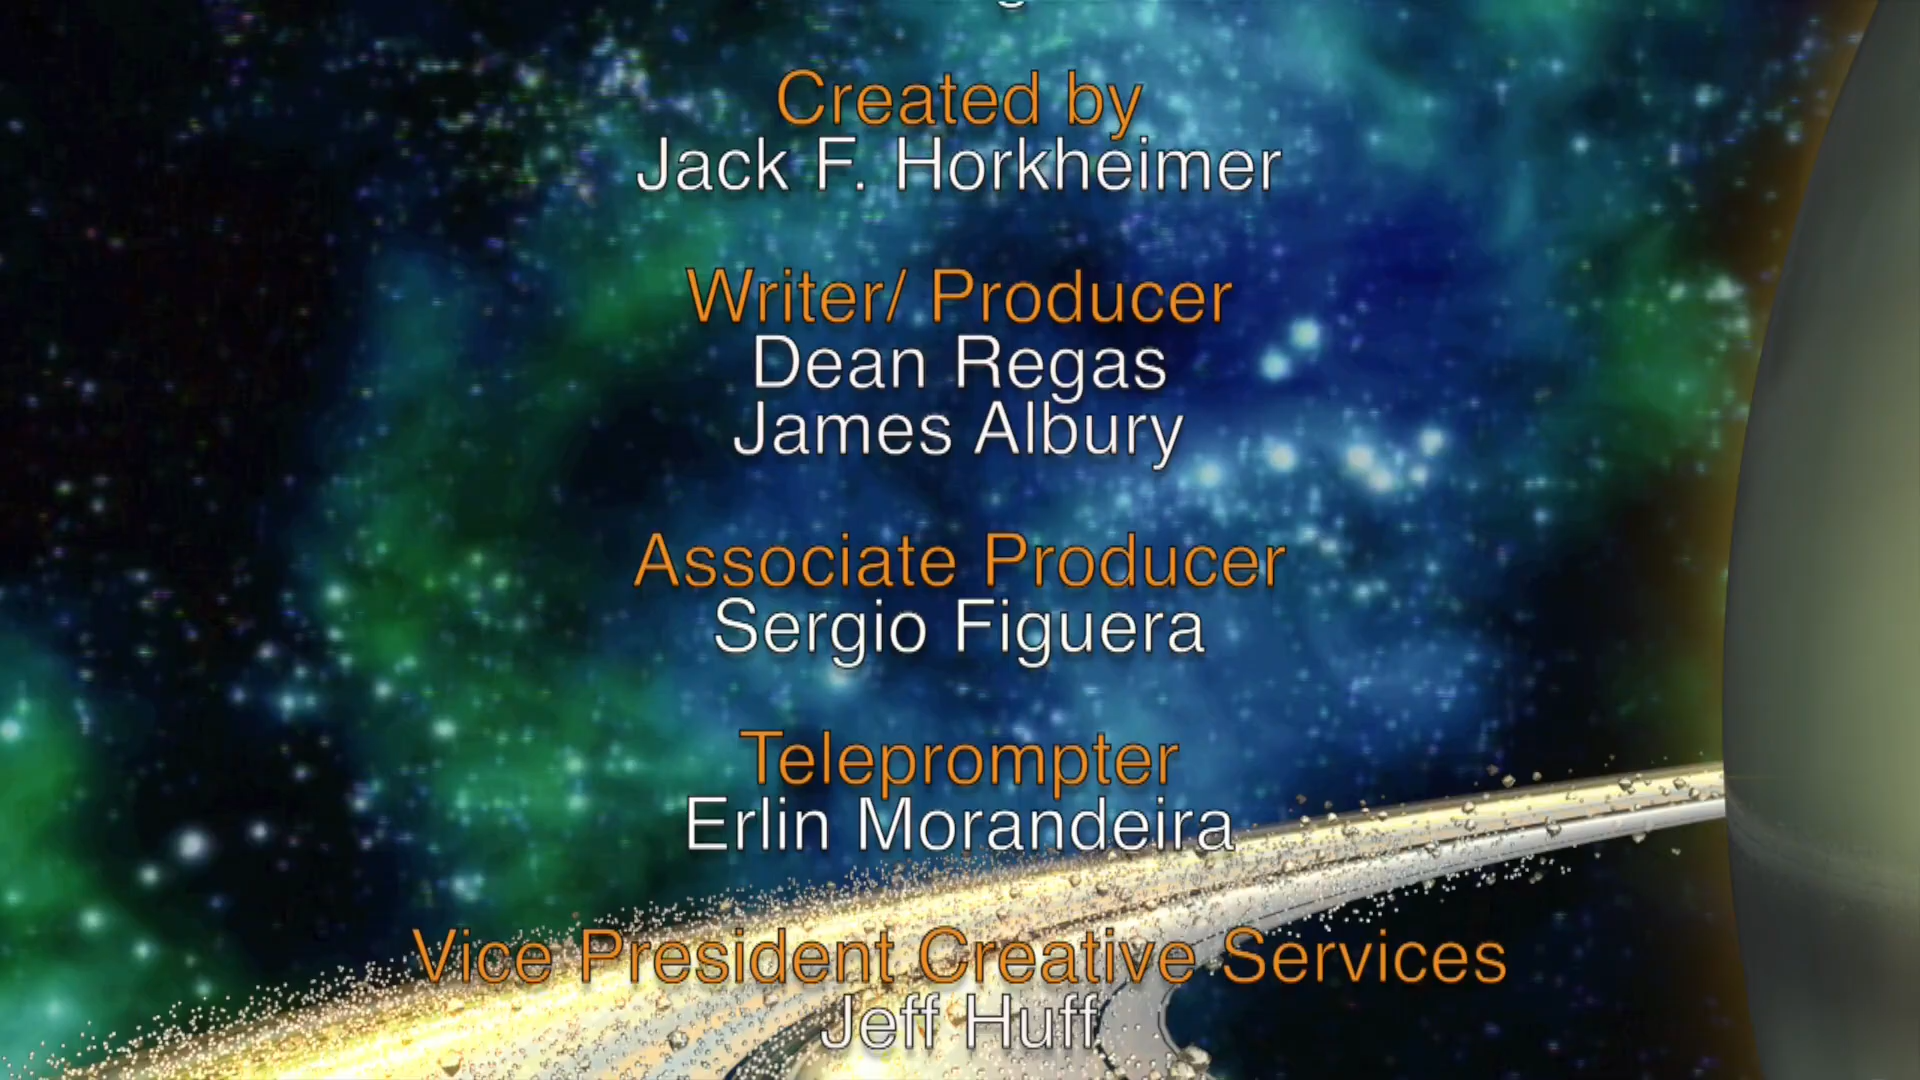 Created by
Jack F. Horkheimer
Writer/ Producer
Dean Regas
James Albury
Associate Producer
Sergio Figuera
Teleprompter
Erlin Morandeira
Vice President Creative Services
Jeff Huff